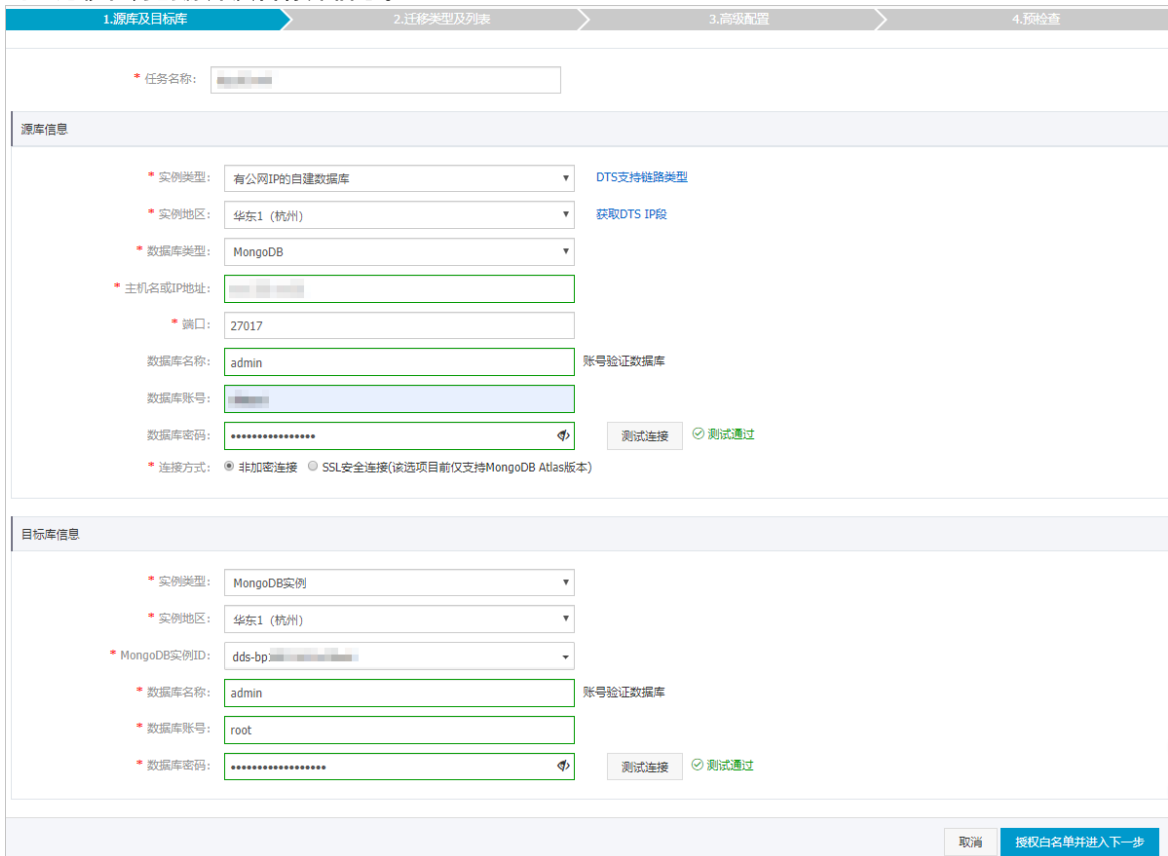 1.源库及目标库 2.迁移类型及列表 3.高级配置 4.预检查
* 任务名称:
源库信息
* 实例类型: 有公网IP的自建数据库 DTS支持链路类型
* 实例地区: 华东1（杭州） 获取DTS IP段
* 数据库类型: MongoDB
* 主机名或IP地址:
* 端口: 27017
数据库名称: admin 账号验证数据库
数据库账号:
数据库密码: •••••••••••••••• 测试连接 测试通过
* 连接方式: 非加密连接 SSL安全连接(该选项目前仅支持MongoDB Atlas版本)
目标库信息
* 实例类型: MongoDB实例
* 实例地区: 华东1（杭州）
* MongoDB实例ID: dds-bp
* 数据库名称: admin 账号验证数据库
* 数据库账号: root
* 数据库密码: •••••••••••••••••• 测试连接 测试通过
取消 授权白名单并进入下一步